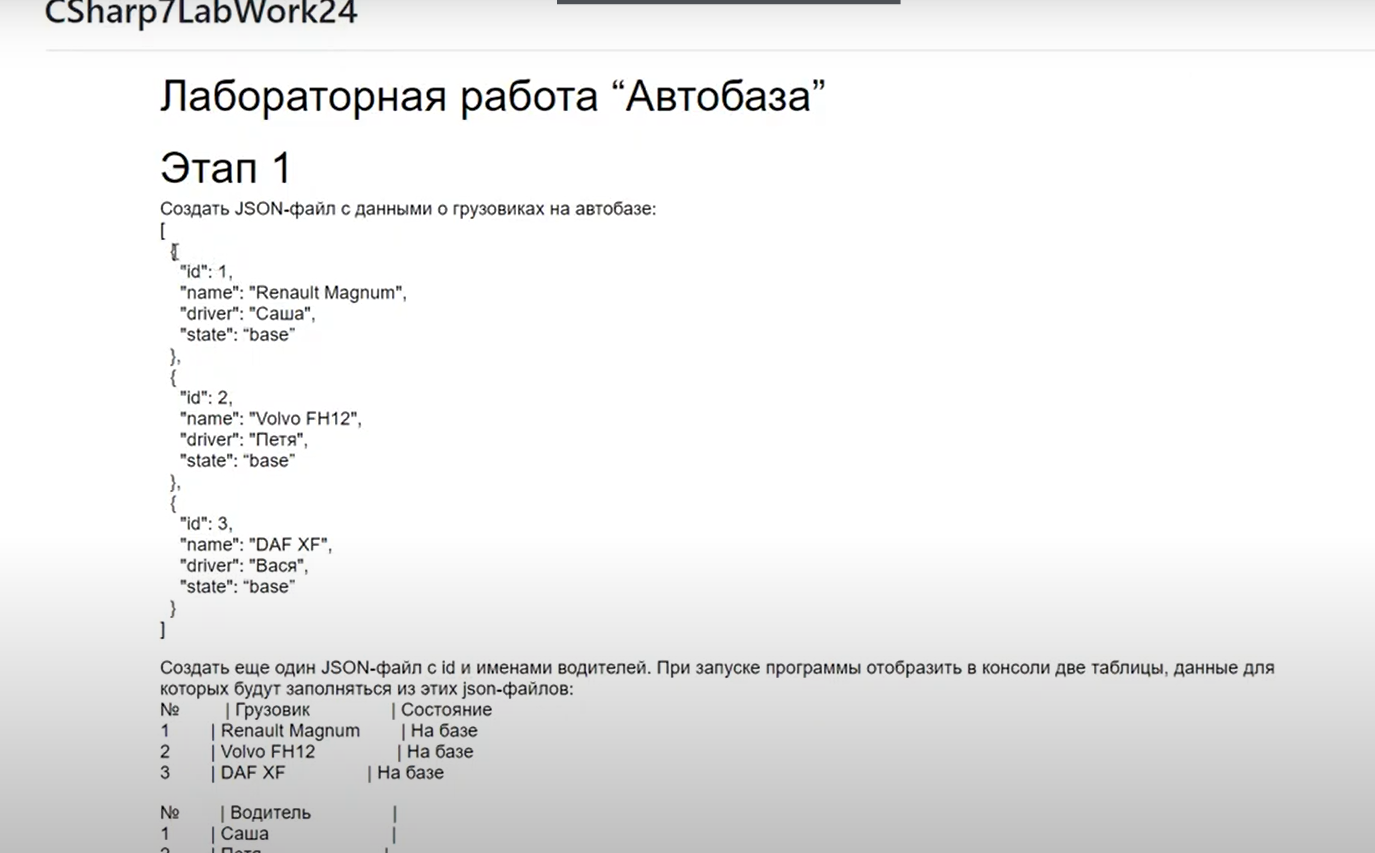 CSharp7LabWork24
Лабораторная работа “Автобаза”
Этап 1
Создать JSON-файл с данными о грузовиках на автобазе:
[
{
"id": 1,
"name": "Renault Magnum",
"driver": "Саша",
"state": “base”
},
{
"id": 2,
"name": "Volvo FH12",
"driver": "Петя",
"state": “base”
},
{
"id": 3,
"name": "DAF XF",
"driver": "Вася",
"state": “base”
}
]
Создать еще один JSON-файл с id и именами водителей. При запуске программы отобразить в консоли две таблицы, данные для
которых будут заполняться из этих json-файлов:
№ | Грузовик | Состояние
1 | Renault Magnum | На базе
2 | Volvo FH12 | На базе
3 | DAF XF | На базе
№ | Водитель |
1 | Саша |
2 | Петя |